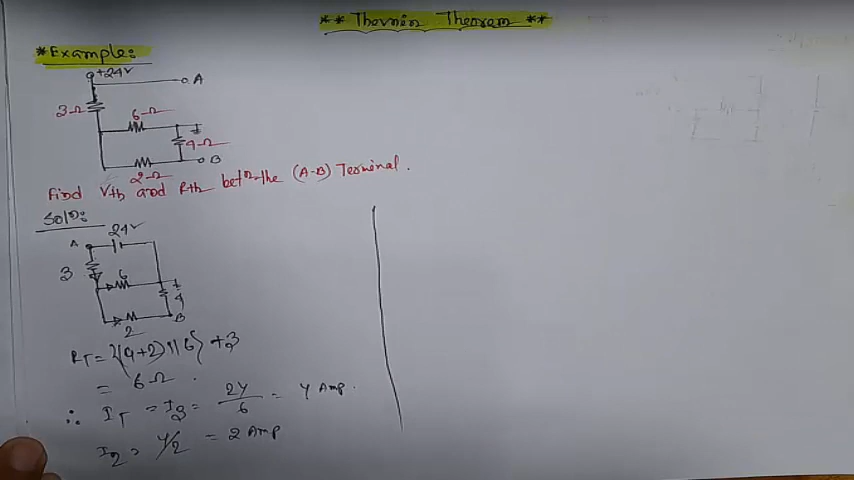 ** Thevnin Theorem **
*Example:
+24V
A
3Ω
6Ω
4Ω
B
2Ω
Find Vth and Rth betⁿ the (A-B) Terminal.
Solⁿ:
24V
A
3
6
4
B
2
RT = {(4+2) || 6} + 3
= 6Ω
∴ IT = I3 = 24/6 = 4 Amp.
I2 = 4/2 = 2 Amp